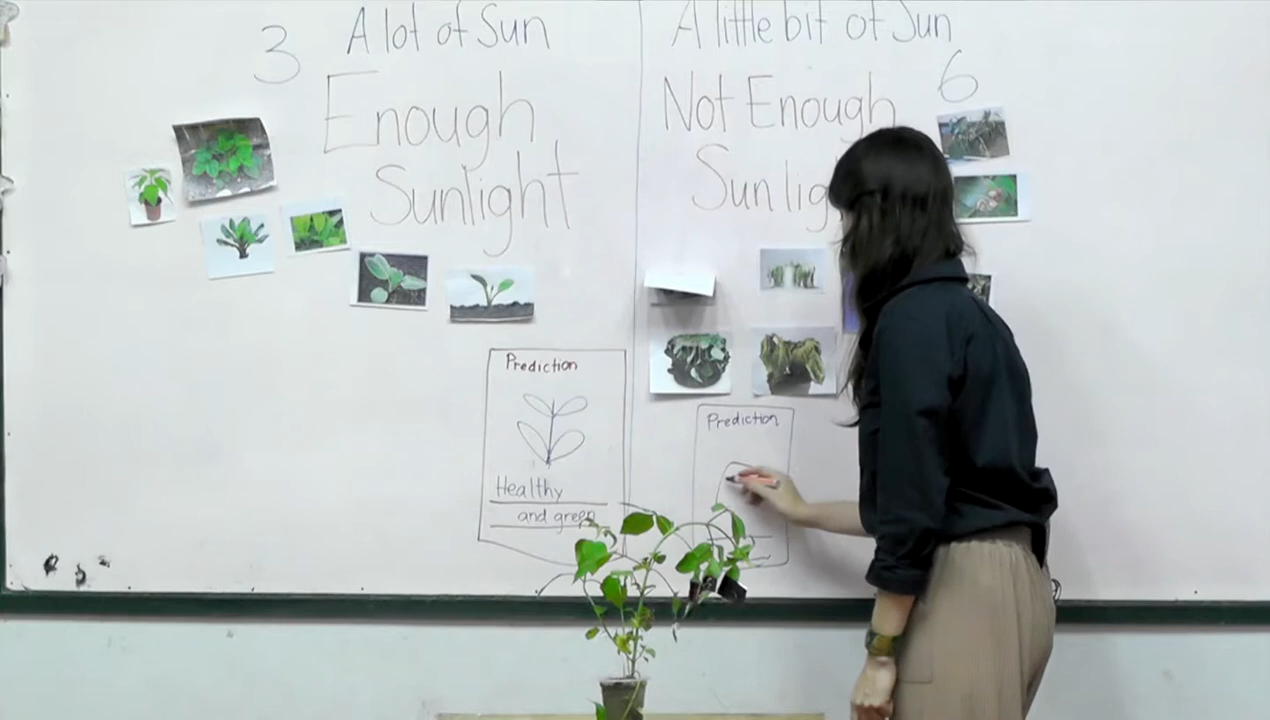 3
A lot of Sun
Enough
Sunlight
Prediction
Healthy
and green
A little bit of Sun
6
Not Enough
Sunlig
Prediction